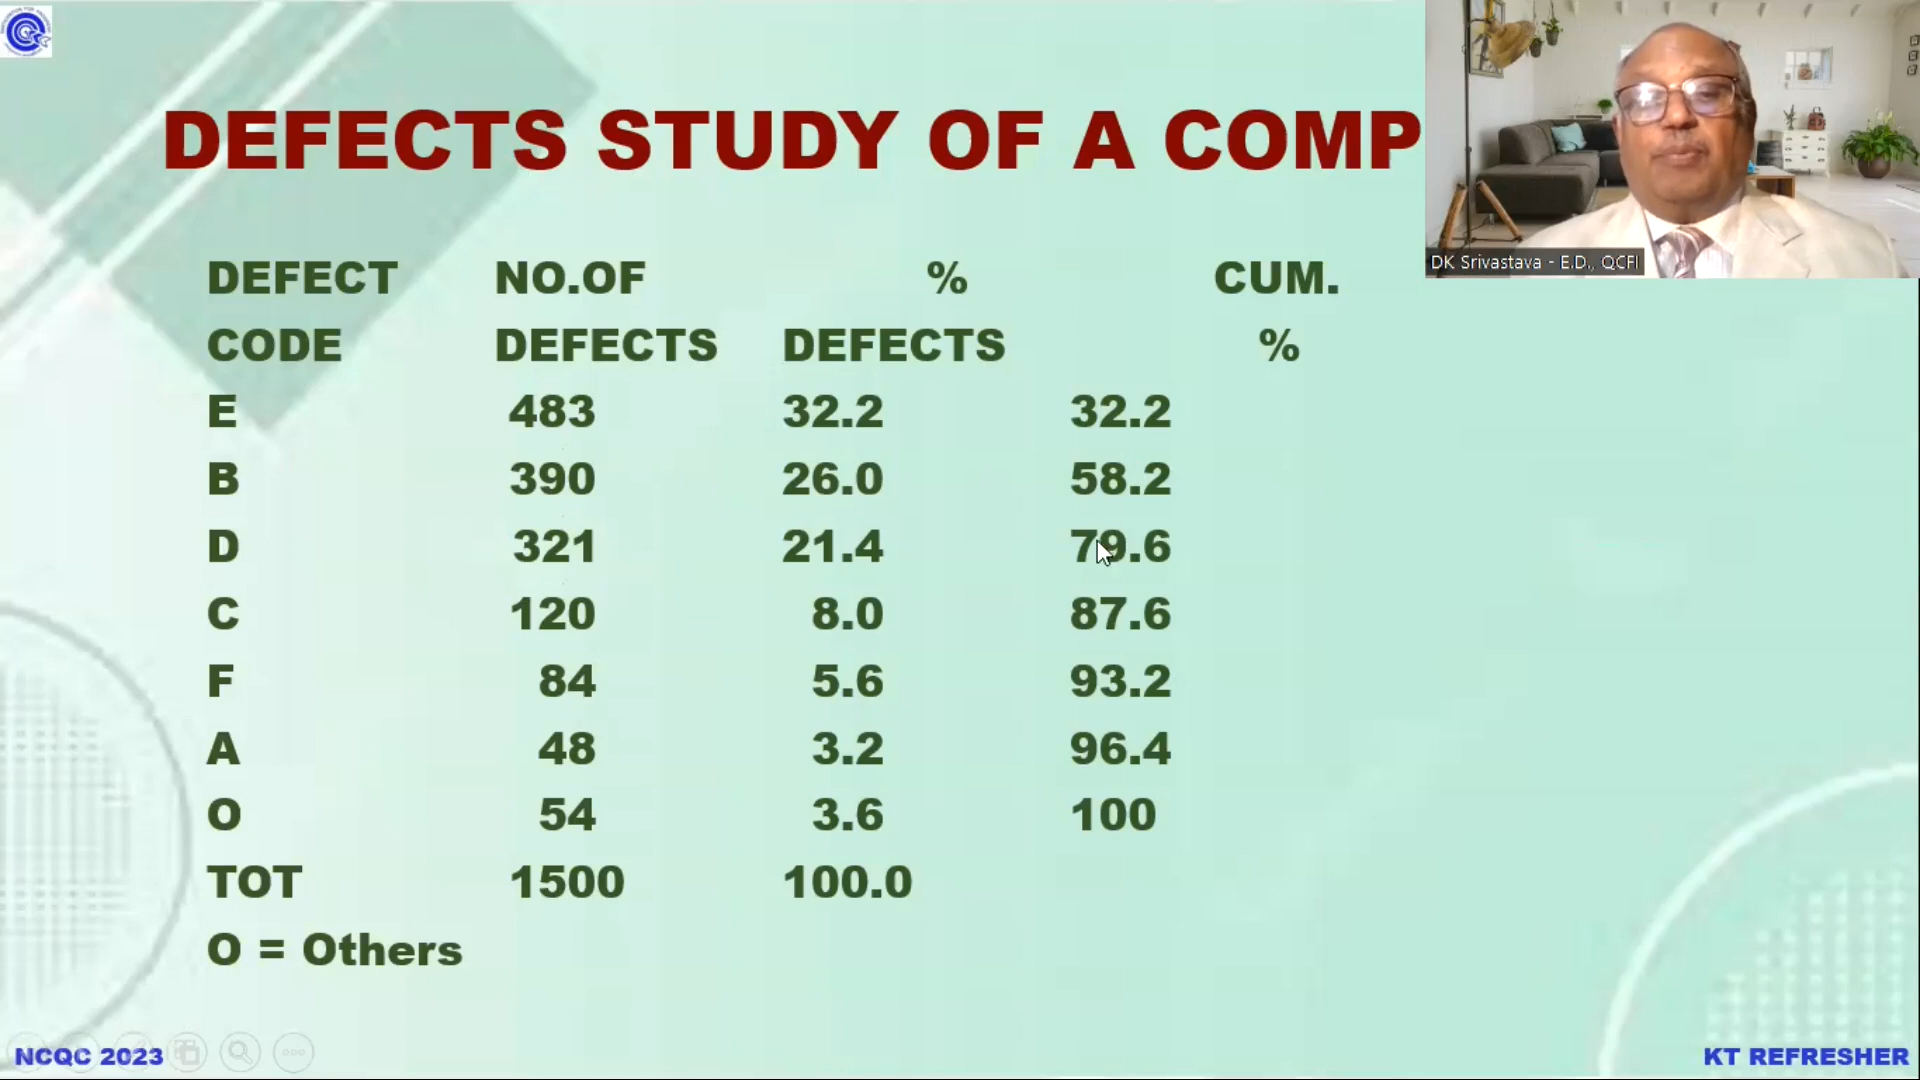 DEFECTS STUDY OF A COMP
DEFECT NO.OF % CUM.
CODE DEFECTS DEFECTS %
E 483 32.2 32.2
B 390 26.0 58.2
D 321 21.4 79.6
C 120 8.0 87.6
F 84 5.6 93.2
A 48 3.2 96.4
O 54 3.6 100
TOT 1500 100.0
O = Others
DK Srivastava - E.D., QCFI
NCQC 2023
KT REFRESHER